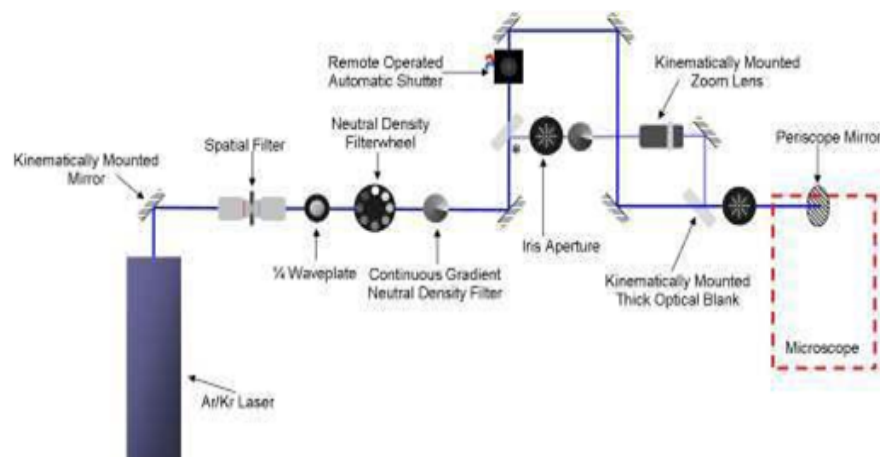 Remote Operated
Automatic Shutter
Kinematically Mounted
Zoom Lens
Neutral Density
Filterwheel
Periscope Mirror
Spatial Filter
Kinematically Mounted
Mirror
Iris Aperture
¼ Waveplate
Continuous Gradient
Neutral Density Filter
Kinematically Mounted
Thick Optical Blank
Microscope
Ar/Kr Laser